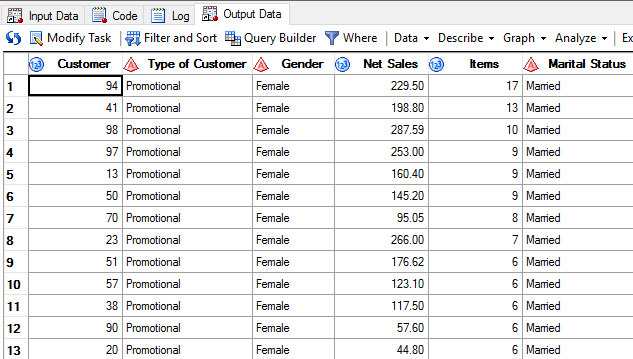 Input Data Code Log Output Data
Modify Task Filter and Sort Query Builder Where Data Describe Graph Analyze Ex
Customer Type of Customer Gender Net Sales Items Marital Status
1 94 Promotional Female 229.50 17 Married
2 41 Promotional Female 198.80 13 Married
3 98 Promotional Female 287.59 10 Married
4 97 Promotional Female 253.00 9 Married
5 13 Promotional Female 160.40 9 Married
6 50 Promotional Female 145.20 9 Married
7 70 Promotional Female 95.05 8 Married
8 23 Promotional Female 266.00 7 Married
9 51 Promotional Female 176.62 6 Married
10 57 Promotional Female 123.10 6 Married
11 38 Promotional Female 117.50 6 Married
12 90 Promotional Female 57.60 6 Married
13 20 Promotional Female 44.80 6 Married